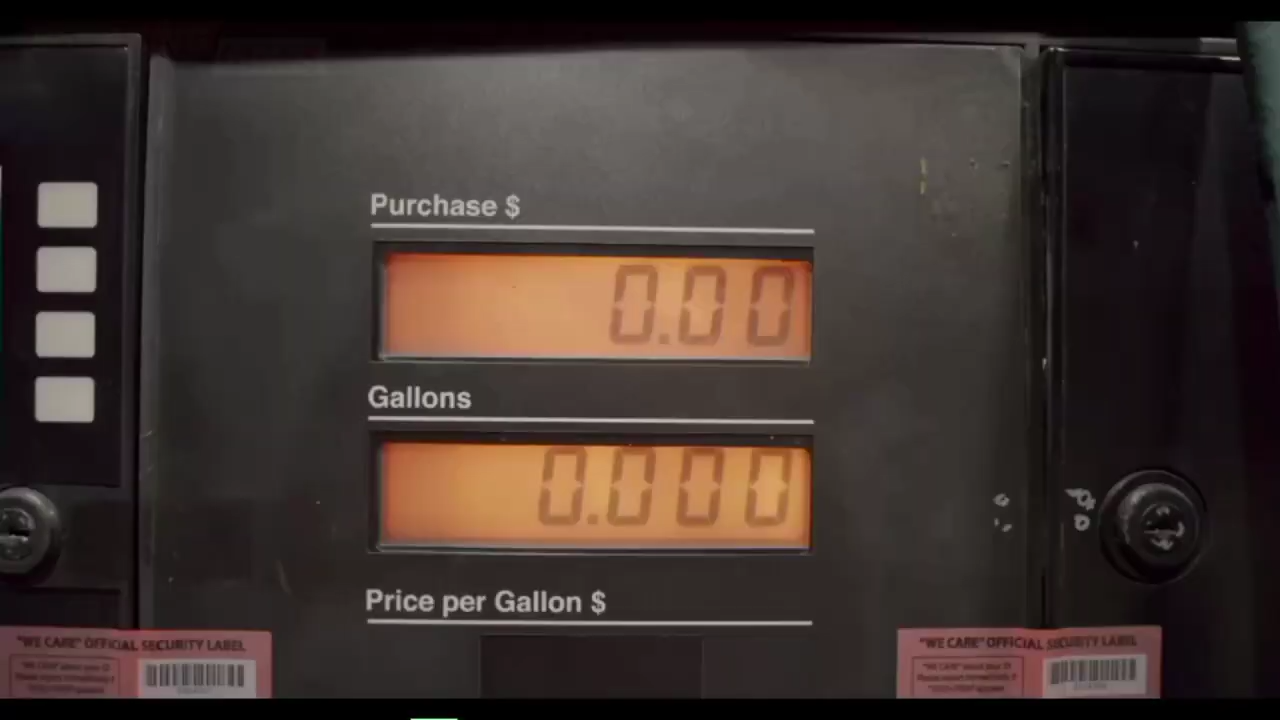 Purchase $
0.00
Gallons
0.000
Price per Gallon $
"WE CARE" OFFICIAL SECURITY LABEL
"WE CARE" OFFICIAL SECURITY LABEL